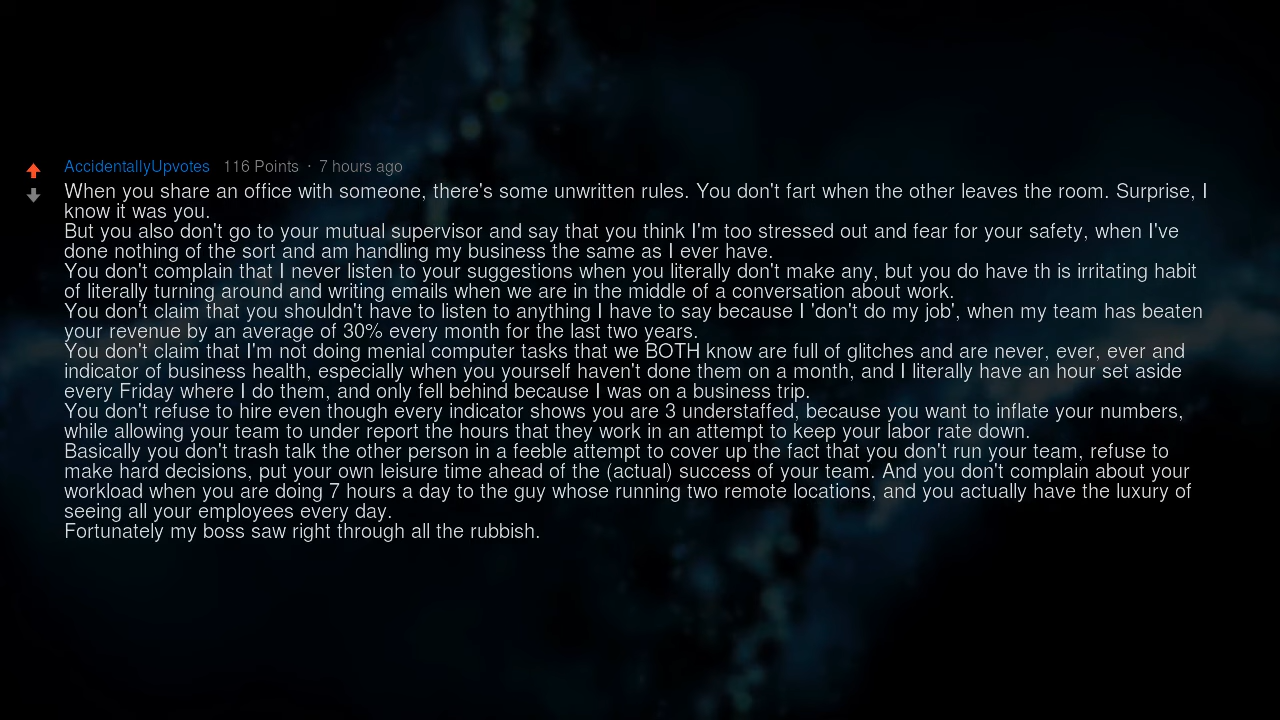 AccidentallyUpvotes 116 Points · 7 hours ago
When you share an office with someone, there's some unwritten rules. You don't fart when the other leaves the room. Surprise, I
know it was you.
But you also don't go to your mutual supervisor and say that you think I'm too stressed out and fear for your safety, when I've
done nothing of the sort and am handling my business the same as I ever have.
You don't complain that I never listen to your suggestions when you literally don't make any, but you do have th is irritating habit
of literally turning around and writing emails when we are in the middle of a conversation about work.
You don't claim that you shouldn't have to listen to anything I have to say because I 'don't do my job', when my team has beaten
your revenue by an average of 30% every month for the last two years.
You don't claim that I'm not doing menial computer tasks that we BOTH know are full of glitches and are never, ever, ever and
indicator of business health, especially when you yourself haven't done them on a month, and I literally have an hour set aside
every Friday where I do them, and only fell behind because I was on a business trip.
You don't refuse to hire even though every indicator shows you are 3 understaffed, because you want to inflate your numbers,
while allowing your team to under report the hours that they work in an attempt to keep your labor rate down.
Basically you don't trash talk the other person in a feeble attempt to cover up the fact that you don't run your team, refuse to
make hard decisions, put your own leisure time ahead of the (actual) success of your team. And you don't complain about your
workload when you are doing 7 hours a day to the guy whose running two remote locations, and you actually have the luxury of
seeing all your employees every day.
Fortunately my boss saw right through all the rubbish.